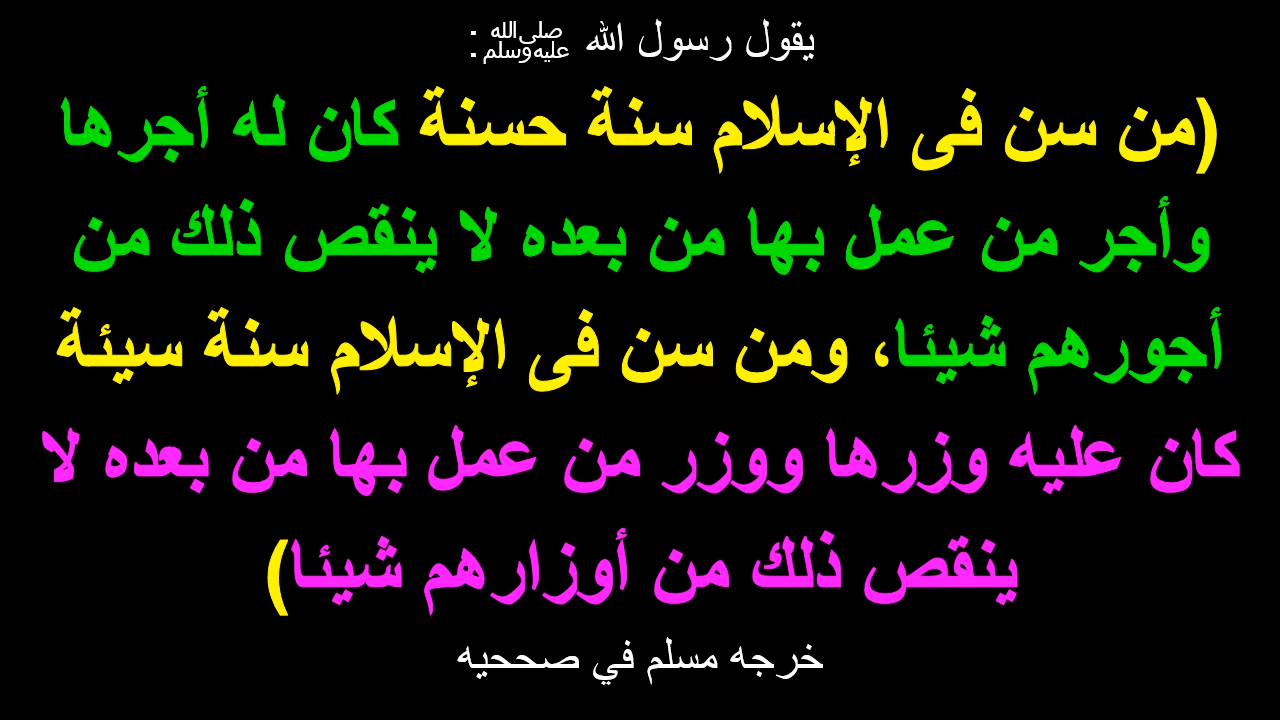 يقول رسول الله ﷺ :
(من سن فى الإسلام سنة حسنة كان له أجرها
وأجر من عمل بها من بعده لا ينقص ذلك من
أجورهم شيئا، ومن سن فى الإسلام سنة سيئة
كان عليه وزرها ووزر من عمل بها من بعده لا
ينقص ذلك من أوزارهم شيئا)
خرجه مسلم في صححيه